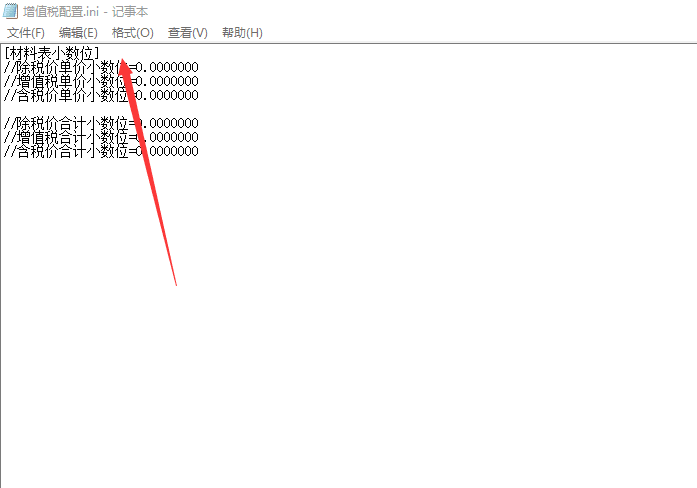 增值税配置.ini - 记事本
文件(F) 编辑(E) 格式(O) 查看(V) 帮助(H)
[材料表小数位]
//除税价单价小数位=0.0000000
//增值税单价小数位=0.0000000
//含税价单价小数位=0.0000000
//除税价合计小数位=0.0000000
//增值税合计小数位=0.0000000
//含税价合计小数位=0.0000000